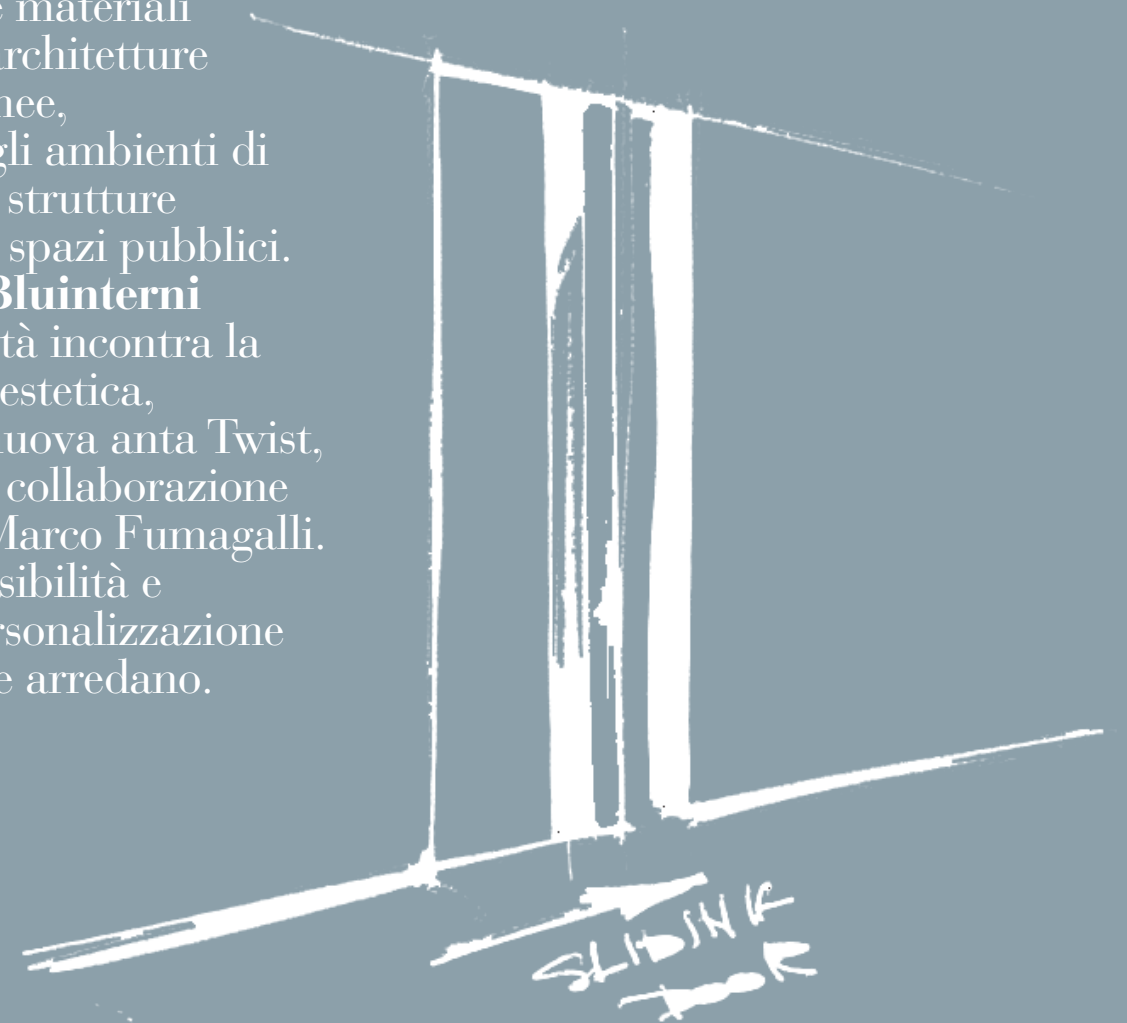 e materiali
rchitetture
nee,
gli ambienti di
strutture
spazi pubblici.
Bluinterni
tà incontra la
estetica,
uova anta Twist,
collaborazione
Marco Fumagalli.
sibilità e
rsonalizzazione
e arredano.
SLIDING
DOOR